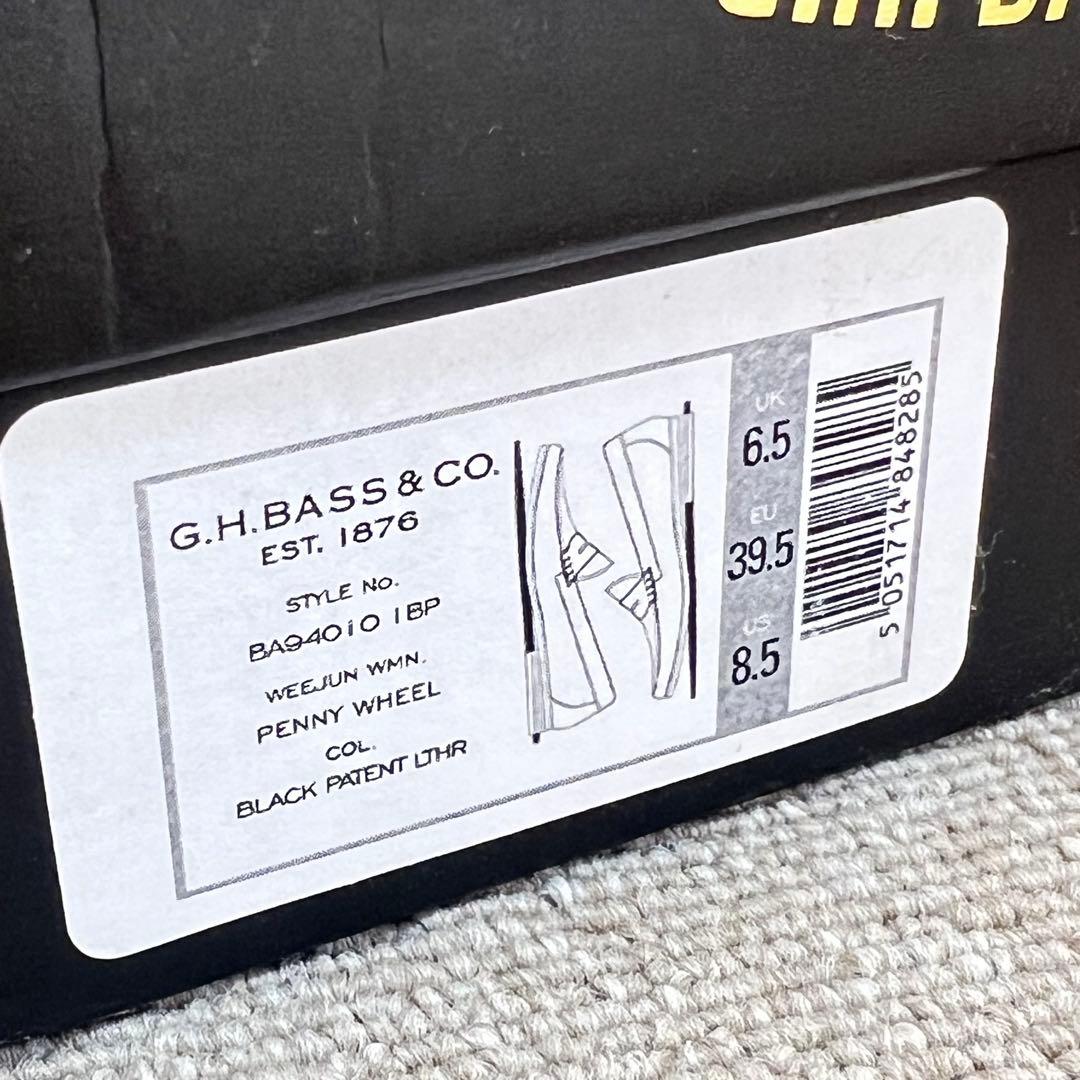 G.H.BASS & CO.
EST. 1876
STYLE NO.
BA94010 1BP
WEEJUN WMN.
PENNY WHEEL
COL.
BLACK PATENT LTHR
UK
6.5
EU
39.5
US
8.5
5 051714 848285